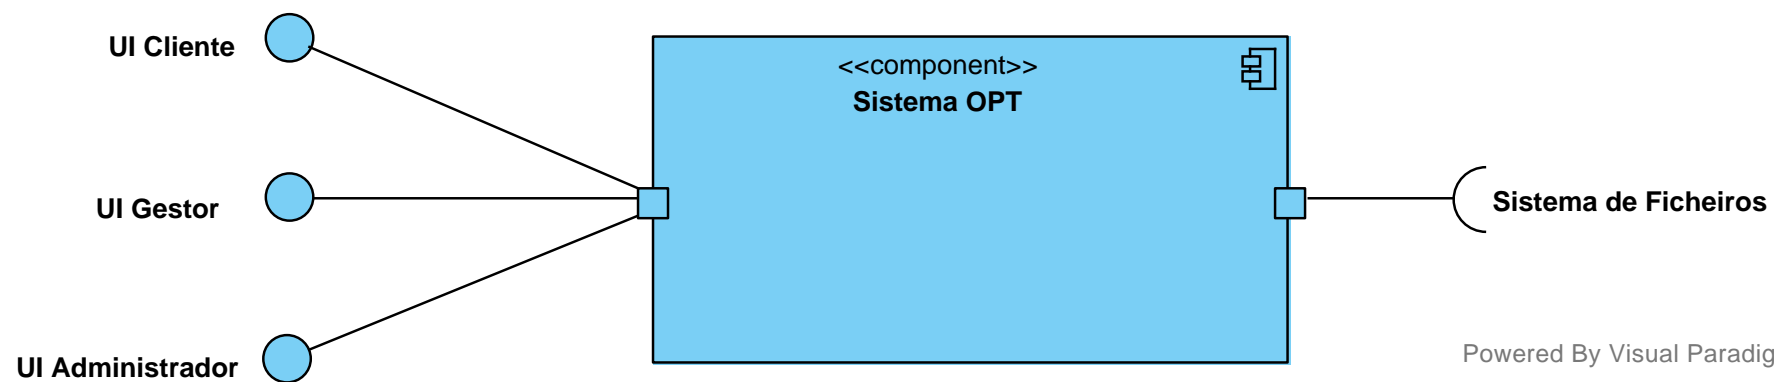 UI Cliente
<<component>>
Sistema OPT
UI Gestor
Sistema de Ficheiros
UI Administrador
Powered By Visual Paradig